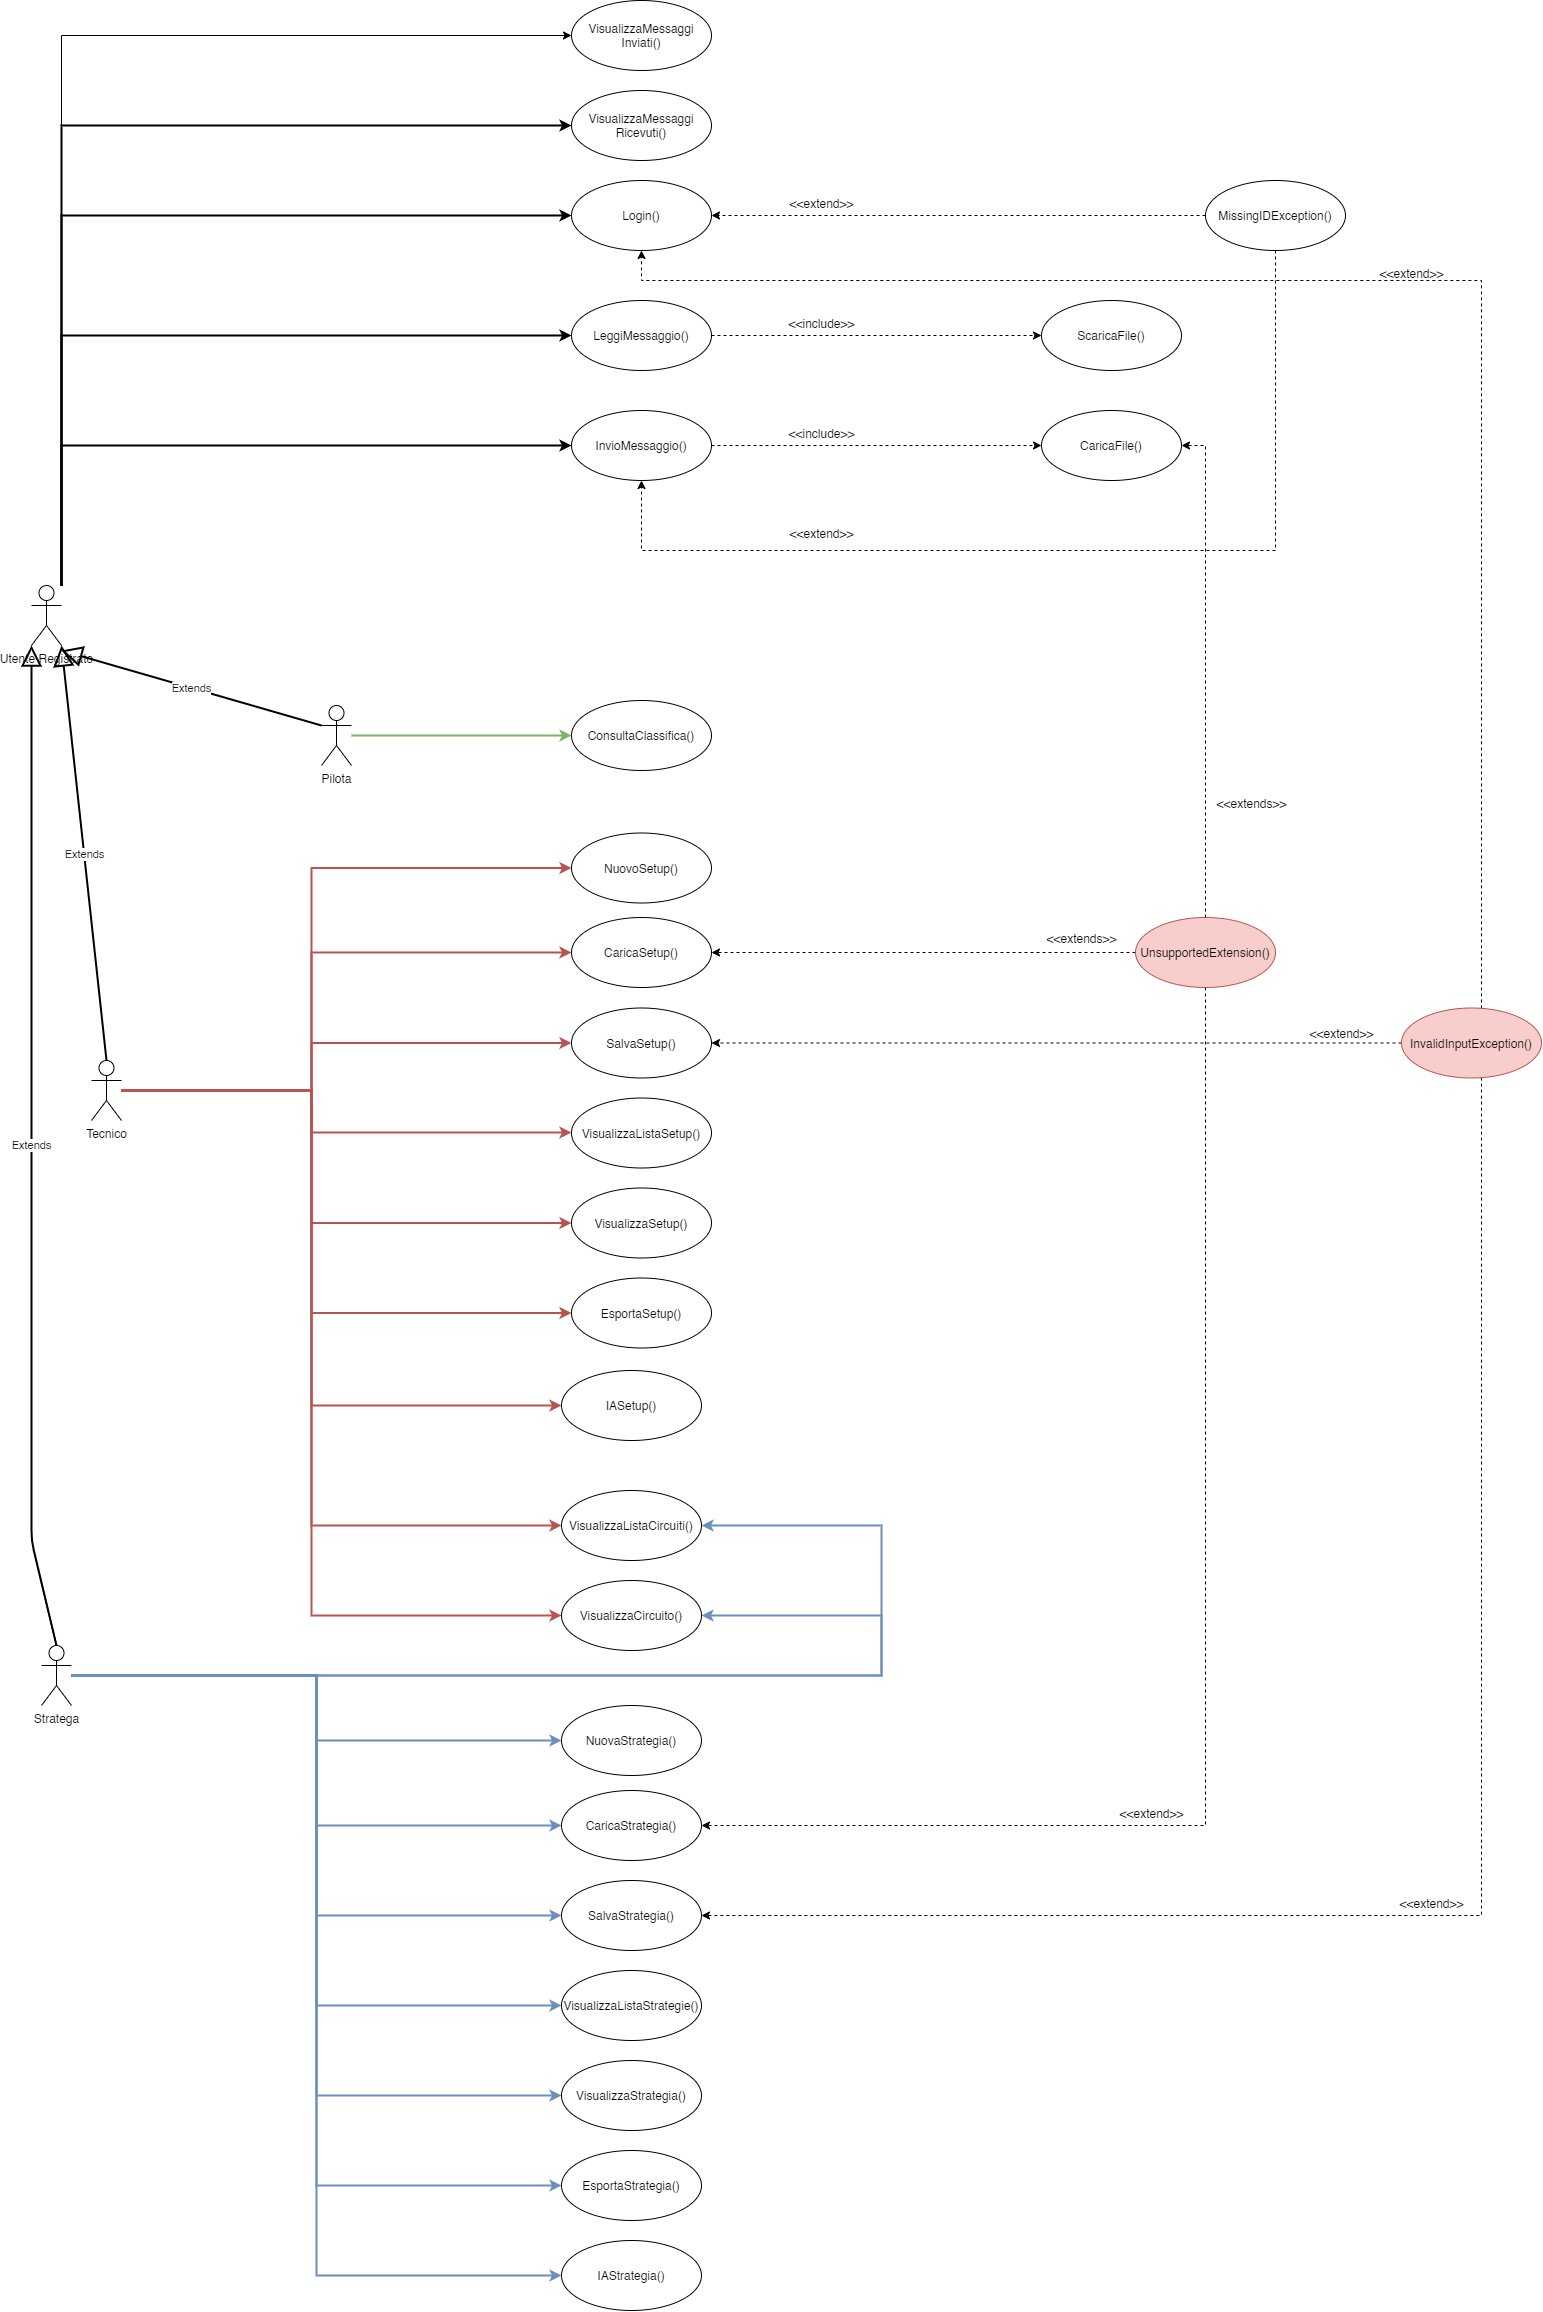 VisualizzaMessaggi
Inviati()
VisualizzaMessaggi
Ricevuti()
Login()
<<extend>>
MissingIDException()
<<extend>>
LeggiMessaggio()
<<include>>
ScaricaFile()
InvioMessaggio()
<<include>>
CaricaFile()
<<extend>>
Utente Registrato
Extends
Pilota
ConsultaClassifica()
<<extends>>
Extends
NuovoSetup()
CaricaSetup()
<<extends>>
UnsupportedExtension()
SalvaSetup()
<<extend>>
InvalidInputException()
Tecnico
VisualizzaListaSetup()
Extends
VisualizzaSetup()
EsportaSetup()
IASetup()
VisualizzaListaCircuiti()
VisualizzaCircuito()
Stratega
NuovaStrategia()
CaricaStrategia()
<<extend>>
SalvaStrategia()
<<extend>>
VisualizzaListaStrategie()
VisualizzaStrategia()
EsportaStrategia()
IAStrategia()